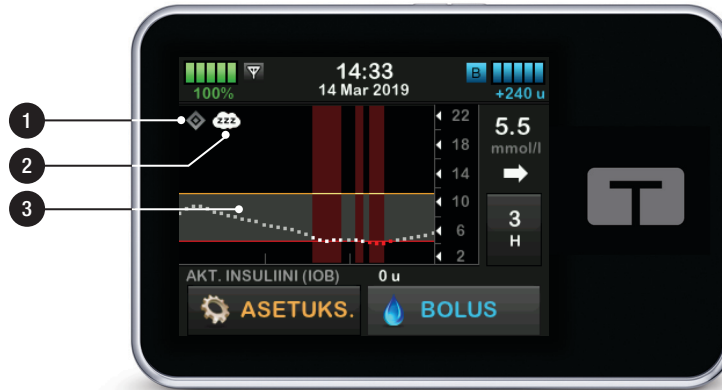 14:33
100%
14 Mar 2019
B
+240 u
1
zzz
2
3
22
18
14
10
6
2
5.5
mmol/l
3
H
AKT. INSULIINI (IOB) 0 u
ASETUKS.
BOLUS
T